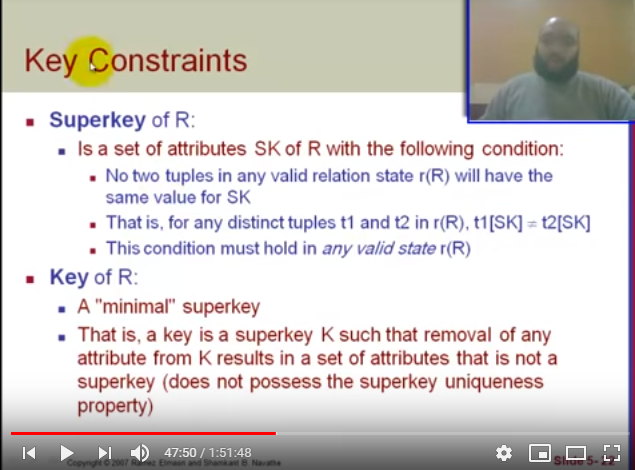 Key Constraints
Superkey of R:
Is a set of attributes SK of R with the following condition:
No two tuples in any valid relation state r(R) will have the
same value for SK
That is, for any distinct tuples t1 and t2 in r(R), t1[SK] ≠ t2[SK]
This condition must hold in any valid state r(R)
Key of R:
A "minimal" superkey
That is, a key is a superkey K such that removal of any
attribute from K results in a set of attributes that is not a
superkey (does not possess the superkey uniqueness
property)
47:50 / 1:51:48
Copyright © 2007 Ramez Elmasri and Shamkant B. Navathe
Slide 5- 22